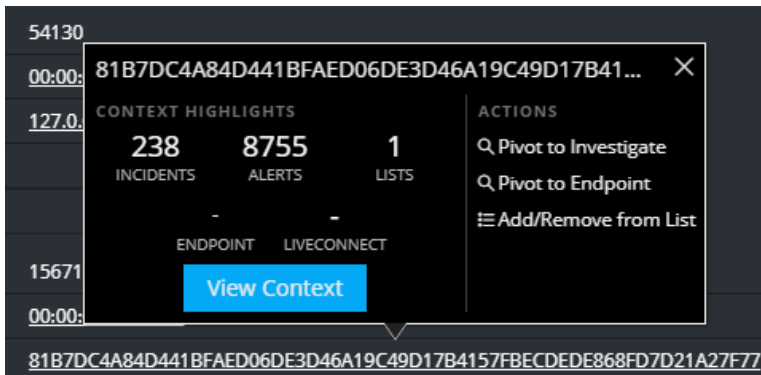 54130
00:00:
127.0.
81B7DC4A84D441BFAED06DE3D46A19C49D17B41...
CONTEXT HIGHLIGHTS
238 8755 1
INCIDENTS ALERTS LISTS
- -
ENDPOINT LIVECONNECT
View Context
ACTIONS
Pivot to Investigate
Pivot to Endpoint
Add/Remove from List
15671
00:00:
81B7DC4A84D441BFAED06DE3D46A19C49D17B4157FBECDEDE868FD7D21A27F77